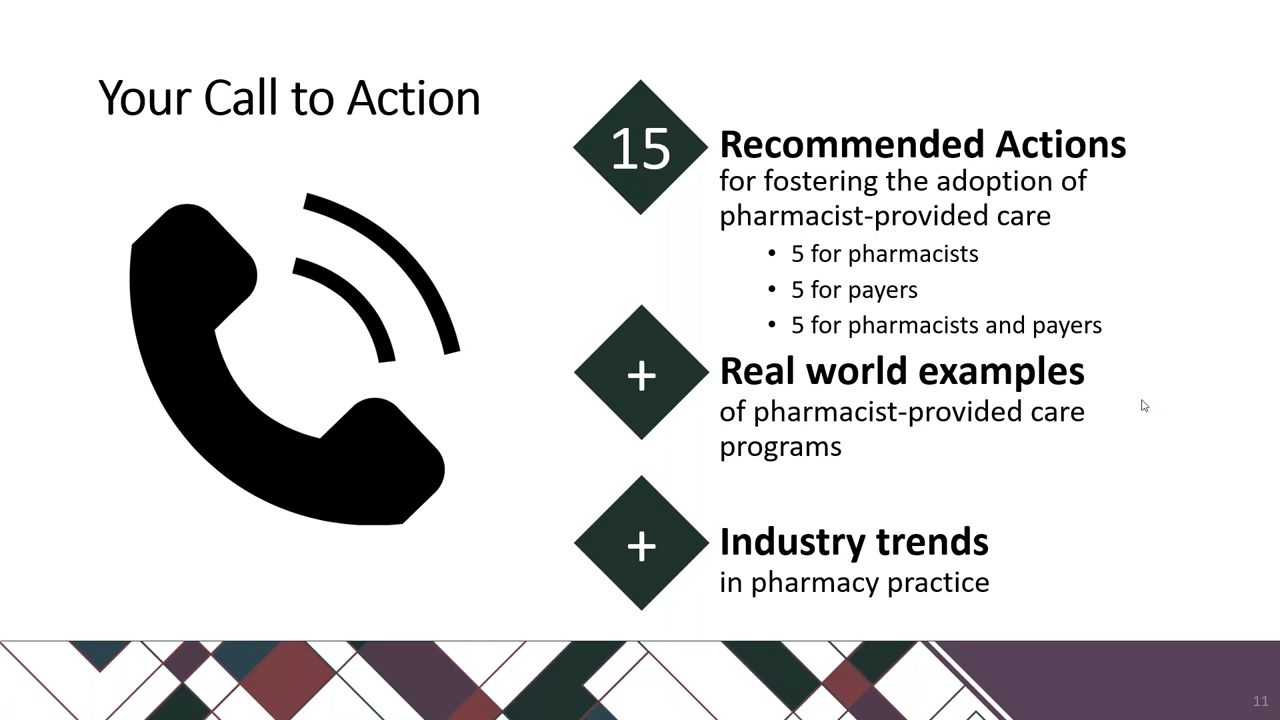 Your Call to Action
15
Recommended Actions
for fostering the adoption of
pharmacist-provided care
• 5 for pharmacists
• 5 for payers
• 5 for pharmacists and payers
+
Real world examples
of pharmacist-provided care
programs
+
Industry trends
in pharmacy practice
11